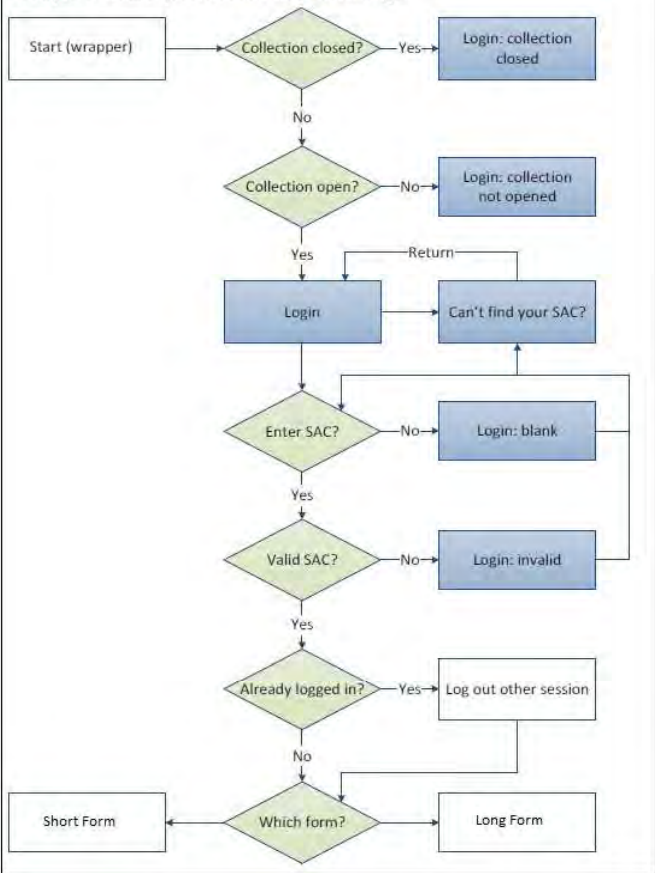 Start (wrapper)
Collection closed?
Yes
Login: collection
closed
No
Collection open?
No
Login: collection
not opened
Yes
Return
Login
Can't find your SAC?
Enter SAC?
No
Login: blank
Yes
Valid SAC?
No
Login: invalid
Yes
Already logged in?
Yes
Log out other session
No
Short Form
Which form?
Long Form